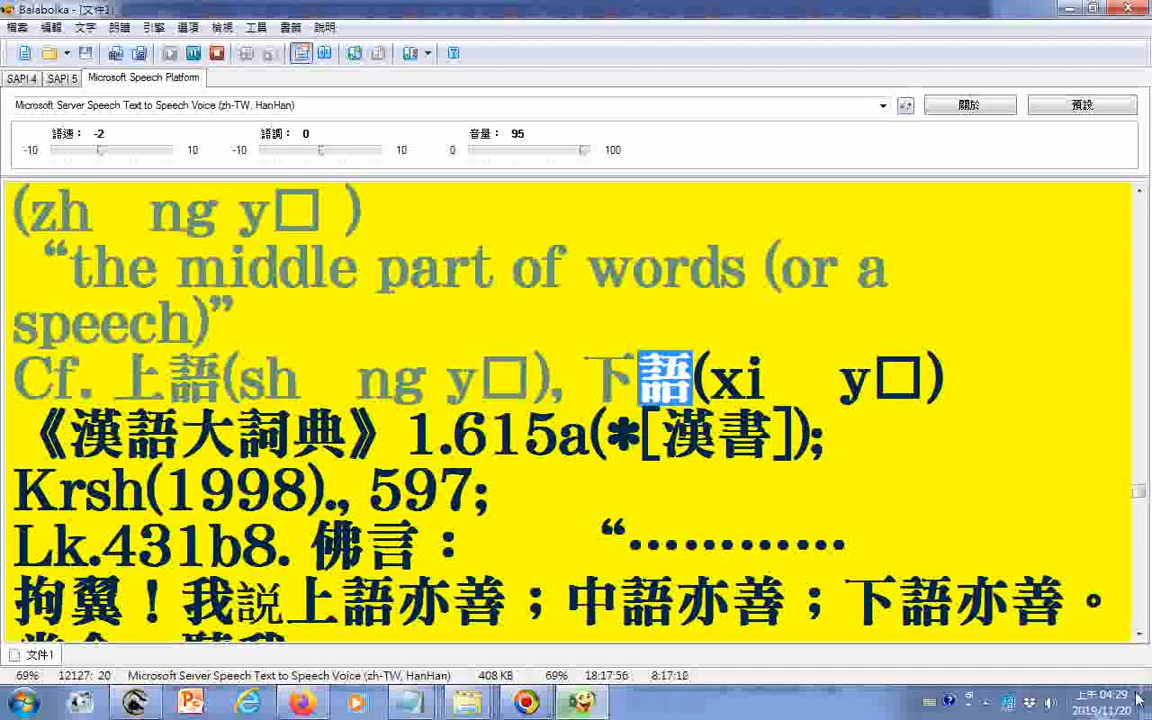 Balabolka - [文件1]
檔案 編輯 文字 朗讀 引擎 選項 檢視 工具 書籤 說明
SAPI 4 SAPI 5 Microsoft Speech Platform
Microsoft Server Speech Text to Speech Voice (zh-TW, HanHan) 關於 預設
語速： -2 語調： 0 音量： 95
-10 10 -10 10 0 100
(zh ng y□ )
“the middle part of words (or a
speech)”
Cf. 上語(sh ng y□), 下語(xi y□)
《漢語大詞典》 1.615a(*[漢書]);
Krsh(1998)., 597;
Lk.431b8. 佛言： “…………
拘翼！我説上語亦善；中語亦善；下語亦善。
文件1
69% 12127: 20 Microsoft Server Speech Text to Speech Voice (zh-TW, HanHan) 408 KB 69% 18:17:56
上午 04:29
2019/11/20